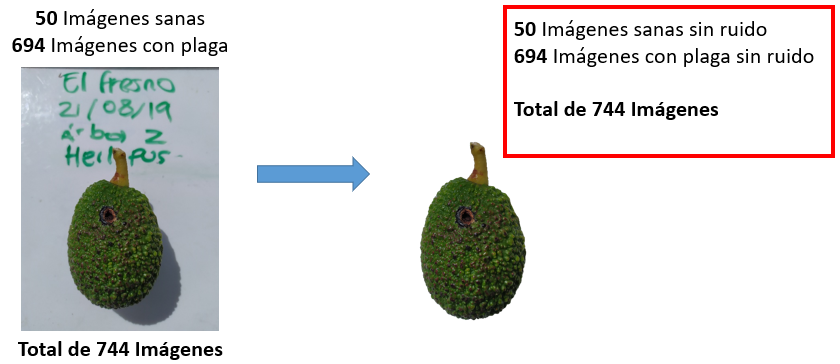 50 Imágenes sanas
694 Imágenes con plaga
El fresno
21/08/19
árbol 2
Heilipus
Total de 744 Imágenes
50 Imágenes sanas sin ruido
694 Imágenes con plaga sin ruido
Total de 744 Imágenes